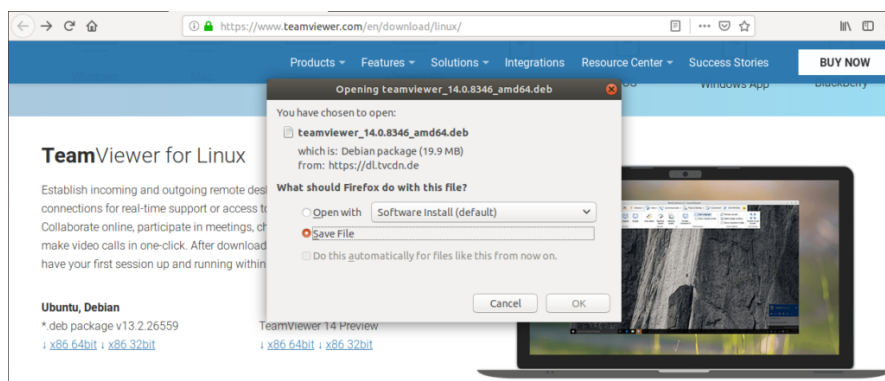 https://www.teamviewer.com/en/download/linux/
Products Features Solutions Integrations Resource Center Success Stories BUY NOW
Windows App
BlackBerry
Opening teamviewer_14.0.8346_amd64.deb
You have chosen to open:
teamviewer_14.0.8346_amd64.deb
which is: Debian package (19.9 MB)
from: https://dl.tvcdn.de
What should Firefox do with this file?
Open with Software Install (default)
Save File
Do this automatically for files like this from now on.
Cancel OK
TeamViewer for Linux
Establish incoming and outgoing remote des
connections for real-time support or access to
Collaborate online, participate in meetings, ch
make video calls in one-click. After download
have your first session up and running within
Ubuntu, Debian
*.deb package v13.2.26559
↓ x86 64bit ↓ x86 32bit
TeamViewer 14 Preview
↓ x86 64bit ↓ x86 32bit